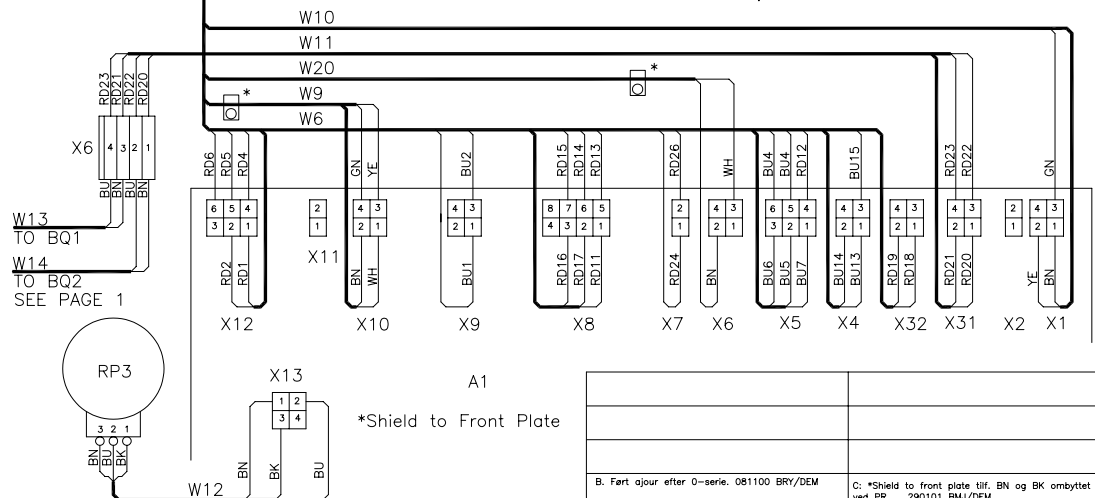 W10
W11
W20
*
*
W9
W6
RD23
RD21
RD22
RD20
X6
4 3 2 1
BU
BN
BU
BN
W13
TO BQ1
W14
TO BQ2
SEE PAGE 1
RD6 RD5 RD4 GN YE BU2 RD15 RD14 RD13 RD26 WH BU4 BU4 RD12 BU15 RD23 RD22 GN
6 5 4 2 4 3 4 3 8 7 6 5 2 4 3 6 5 4 4 3 4 3 4 3 2 4 3
3 2 1 1 2 1 2 1 4 3 2 1 1 2 1 3 2 1 2 1 2 1 2 1 1 2 1
X11
RD2 RD1 BN WH BU1 RD16 RD17 RD11 RD24 BN BU6 BU5 BU7 BU14 BU13 RD19 RD18 RD21 RD20 YE BN
X12 X10 X9 X8 X7 X6 X5 X4 X32 X31 X2 X1
RP3
3 2 1
BN BU BK
W12
X13
1 2
3 4
BN
BK
BU
A1
*Shield to Front Plate
B. Ført ajour efter 0-serie. 081100 BRY/DEM
C: *Shield to front plate tilf. BN og BK ombyttet
ved PR 290101 BMJ/DEM